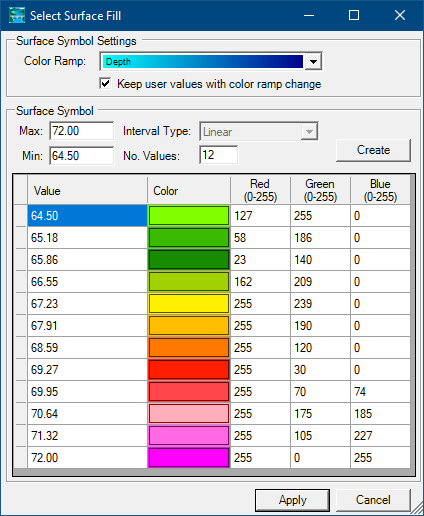 Select Surface Fill
Surface Symbol Settings
Color Ramp: Depth
Keep user values with color ramp change
Surface Symbol
Max: 72.00 Interval Type: Linear
Min: 64.50 No. Values: 12 Create
Value Color Red (0-255) Green (0-255) Blue (0-255)
64.50 127 255 0
65.18 58 186 0
65.86 23 140 0
66.55 162 209 0
67.23 255 239 0
67.91 255 190 0
68.59 255 120 0
69.27 255 30 0
69.95 255 70 74
70.64 255 175 185
71.32 255 105 227
72.00 255 0 255
Apply Cancel